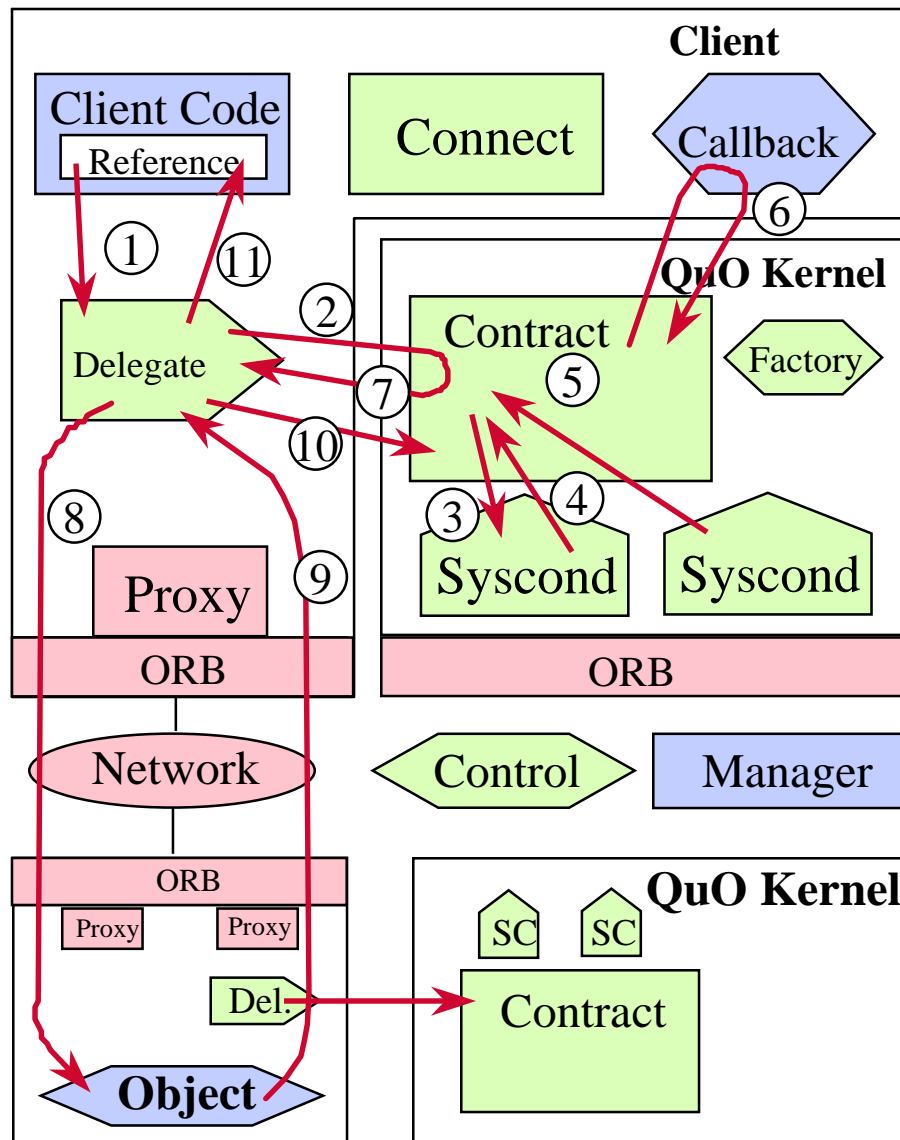 Client
Client Code
Reference
Connect
Callback
1
11
6
QuO Kernel
2
Contract
Factory
Delegate
7
5
10
8
3
4
9
Syscond
Syscond
Proxy
ORB
ORB
Network
Control
Manager
ORB
QuO Kernel
Proxy
Proxy
SC
SC
Del.
Contract
Object